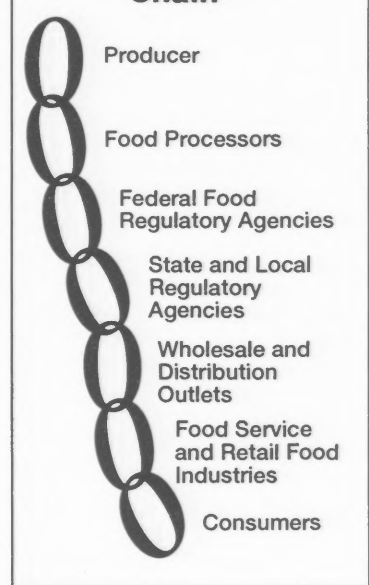 Producer
Food Processors
Federal Food
Regulatory Agencies
State and Local
Regulatory
Agencies
Wholesale and
Distribution
Outlets
Food Service
and Retail Food
Industries
Consumers